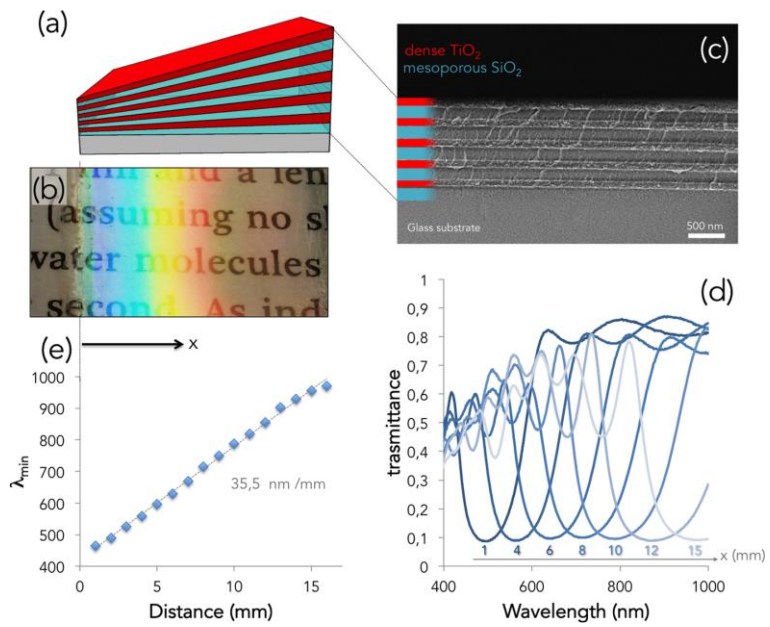 (a)
dense TiO₂
mesoporous SiO₂
(c)
Glass substrate
500 nm
(b)
and a len
(assuming no s
water molecules
second. As ind
x
(d)
trasmittance
1
0,9
0,8
0,7
0,6
0,5
0,4
0,3
0,2
0,1
0
1 4 6 8 10 12 15 x (mm)
400 600 800 1000
Wavelength (nm)
(e)
λmin
1000
900
800
700
600
500
400
35,5 nm /mm
0 5 10 15
Distance (mm)